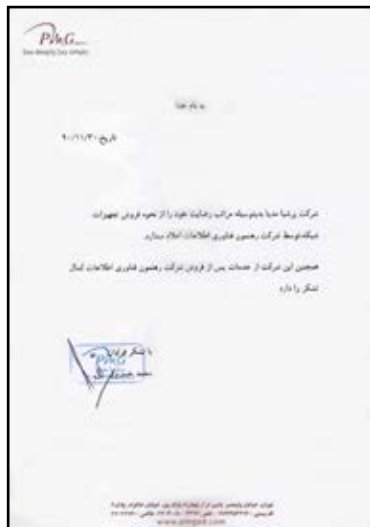 PMG
به نام خدا
تاریخ: ۹۰/۱۱/۳۰
شرکت پرشیا مدیا بدینوسیله مراتب رضایت خود را از نحوه فروش تجهیزات
شبکه توسط شرکت رهنمون فناوری اطلاعات اعلام میدارد.
همچنین این شرکت از خدمات پس از فروش شرکت رهنمون فناوری اطلاعات کمال
تشکر را دارد.
با تشکر فراوان
PMG
www.pmgad.com